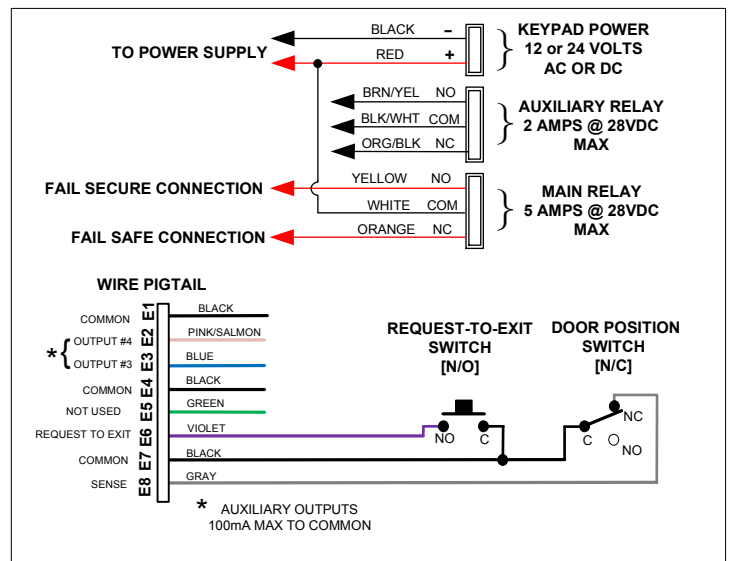 BLACK – KEYPAD POWER
TO POWER SUPPLY 12 or 24 VOLTS
RED + AC OR DC
BRN/YEL NO
BLK/WHT COM AUXILIARY RELAY
2 AMPS @ 28VDC
ORG/BLK NC MAX
FAIL SECURE CONNECTION YELLOW NO
MAIN RELAY
WHITE COM 5 AMPS @ 28VDC
FAIL SAFE CONNECTION ORANGE NC MAX
WIRE PIGTAIL
COMMON E1 BLACK
* { OUTPUT #4 E2 PINK/SALMON
OUTPUT #3 E3 BLUE
COMMON E4 BLACK
NOT USED E5 GREEN
REQUEST TO EXIT E6 VIOLET
COMMON E7 BLACK
SENSE E8 GRAY
REQUEST-TO-EXIT
SWITCH
[N/O]
NO C
DOOR POSITION
SWITCH
[N/C]
NC
C NO
* AUXILIARY OUTPUTS
100mA MAX TO COMMON